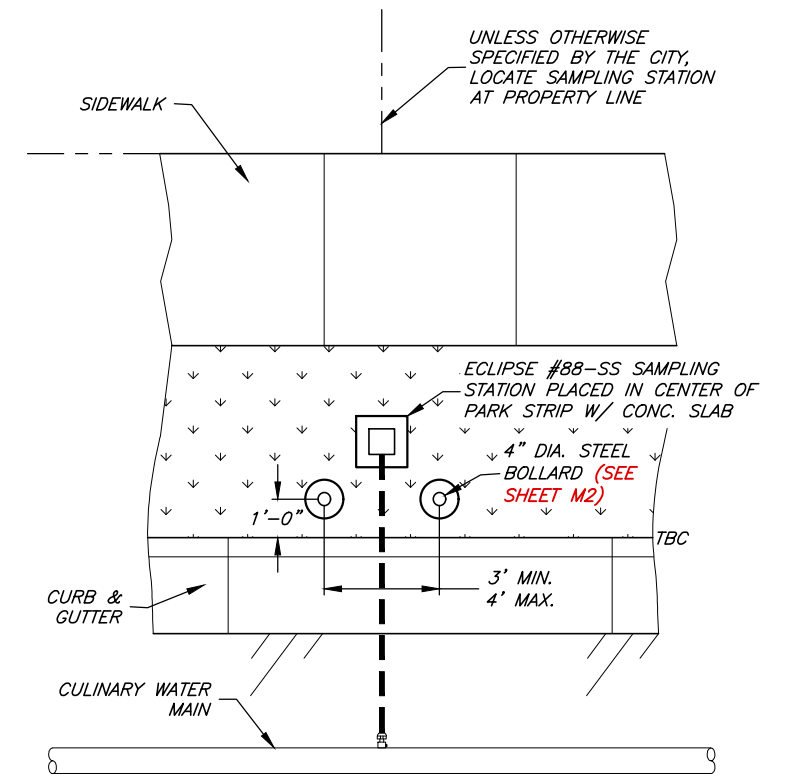 UNLESS OTHERWISE
SPECIFIED BY THE CITY,
LOCATE SAMPLING STATION
AT PROPERTY LINE
SIDEWALK
ECLIPSE #88-SS SAMPLING
STATION PLACED IN CENTER OF
PARK STRIP W/ CONC. SLAB
4" DIA. STEEL
BOLLARD (SEE
SHEET M2)
1'-0"
TBC
3' MIN.
4' MAX.
CURB &
GUTTER
CULINARY WATER
MAIN